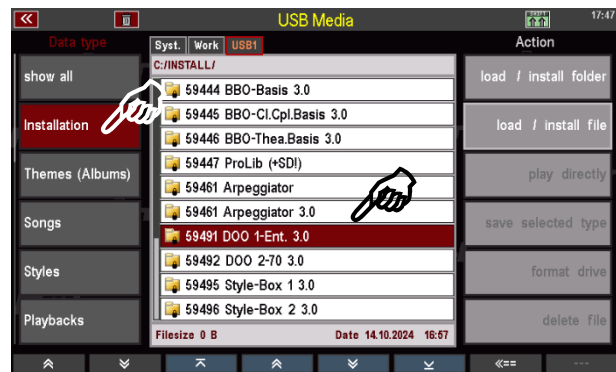 USB Media
START
17:47
Data type
Syst. Work USB1
Action
C:/INSTALL/
show all
Installation
Themes (Albums)
Songs
Styles
Playbacks
59444 BBO-Basis 3.0
59445 BBO-Cl.Cpl.Basis 3.0
59446 BBO-Thea.Basis 3.0
59447 ProLib (+SD!)
59461 Arpeggiator
59461 Arpeggiator 3.0
59491 DOO 1-Ent. 3.0
59492 DOO 2-70 3.0
59495 Style-Box 1 3.0
59496 Style-Box 2 3.0
Filesize 0 B Date 14.10.2024 16:57
load / install folder
load / install file
play directly
save selected type
format drive
delete file
«==
---